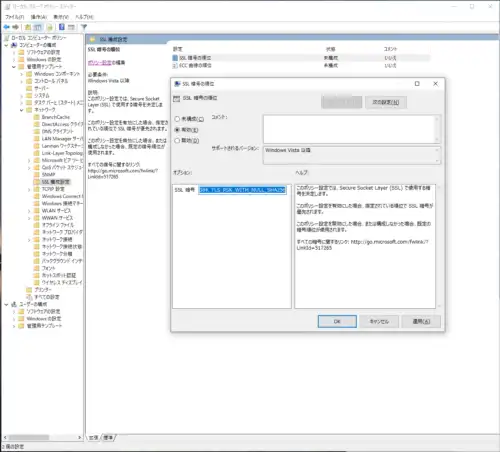 ローカル グループ ポリシー エディター
ファイル(F) 操作(A) 表示(V) ヘルプ(H)
ローカル コンピューター ポリシー
コンピューターの構成
ソフトウェアの設定
Windows の設定
管理用テンプレート
Windows コンポーネント
コントロール パネル
サーバー
システム
タスク バーと [スタート] メニ
ネットワーク
BranchCache
DirectAccess クライア
DNS クライアント
LAN Manager サーバ
Lanman ワークステー
Link-Layer Topolog
Microsoft ピア ツー ピ
QoS パケット スケジュー
SNMP
SSL 構成設定
TCPIP 設定
Windows Connect N
Windows 接続マネー
WLAN サービス
WWAN サービス
オフライン ファイル
ネットワーク プロバイダ
ネットワーク接続
ネットワーク接続状態
ネットワーク分離
バックグラウンド インテ
フォント
ホットスポット認証
ワイヤレス ディスプレイ
プリンター
すべての設定
ユーザーの構成
ソフトウェアの設定
Windows の設定
管理用テンプレート
SSL 構成設定
SSL 暗号の順位
ポリシー設定の編集
必要条件:
Windows Vista 以降
説明:
このポリシー設定では、Secure Socket
Layer (SSL) で使用する暗号を決定しま
す。
このポリシー設定を有効にした場合、指定さ
れている順位で SSL 暗号が優先されます。
このポリシー設定を無効にした場合、または
構成しなかった場合、既定の暗号順位が
使用されます。
すべての暗号に関するリンク:
http://go.microsoft.com/fwlink/?
LinkId=517265
設定 状態 コメント
SSL 暗号の順位 未構成 いいえ
ECC 曲線の順位 未構成 いいえ
拡張 標準
2 個の設定
SSL 暗号の順位
SSL 暗号の順位
次の設定(N)
未構成(C) コメント:
有効(E)
無効(D)
サポートされるバージョン: Windows Vista 以降
オプション: ヘルプ:
SSL 暗号
TLS_PSK_WITH_NULL_SHA256
このポリシー設定では、Secure Socket Layer (SSL) で使用する暗
号を決定します。
このポリシー設定を有効にした場合、指定されている順位で SSL 暗号が
優先されます。
このポリシー設定を無効にした場合、または構成しなかった場合、既定の
暗号順位が使用されます。
すべての暗号に関するリンク: http://go.microsoft.com/fwlink/?
LinkId=517265
OK キャンセル 適用(A)